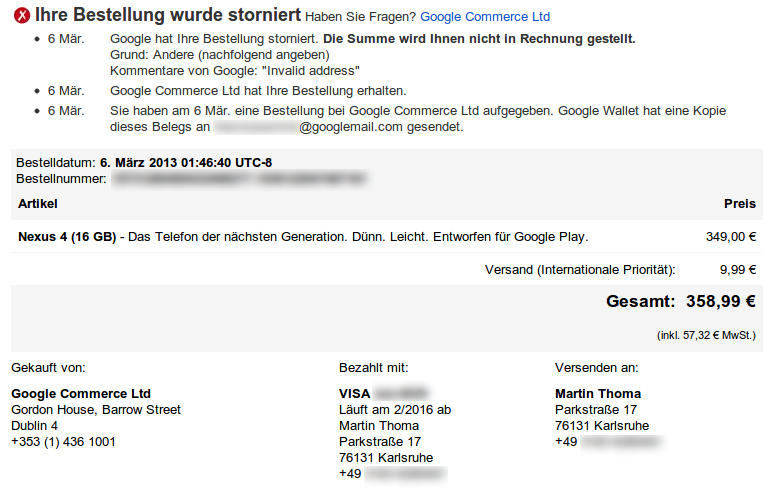 Ihre Bestellung wurde storniert Haben Sie Fragen? Google Commerce Ltd
6 Mär. Google hat Ihre Bestellung storniert. Die Summe wird Ihnen nicht in Rechnung gestellt.
Grund: Andere (nachfolgend angeben)
Kommentare von Google: "Invalid address"
6 Mär. Google Commerce Ltd hat Ihre Bestellung erhalten.
6 Mär. Sie haben am 6 Mär. eine Bestellung bei Google Commerce Ltd aufgegeben. Google Wallet hat eine Kopie
dieses Belegs an @googlemail.com gesendet.
Bestelldatum: 6. März 2013 01:46:40 UTC-8
Bestellnummer:
Artikel Preis
Nexus 4 (16 GB) - Das Telefon der nächsten Generation. Dünn. Leicht. Entworfen für Google Play. 349,00 €
Versand (Internationale Priorität): 9,99 €
Gesamt: 358,99 €
(inkl. 57,32 € MwSt.)
Gekauft von:
Google Commerce Ltd
Gordon House, Barrow Street
Dublin 4
+353 (1) 436 1001
Bezahlt mit:
VISA
Läuft am 2/2016 ab
Martin Thoma
Parkstraße 17
76131 Karlsruhe
+49
Versenden an:
Martin Thoma
Parkstraße 17
76131 Karlsruhe
+49